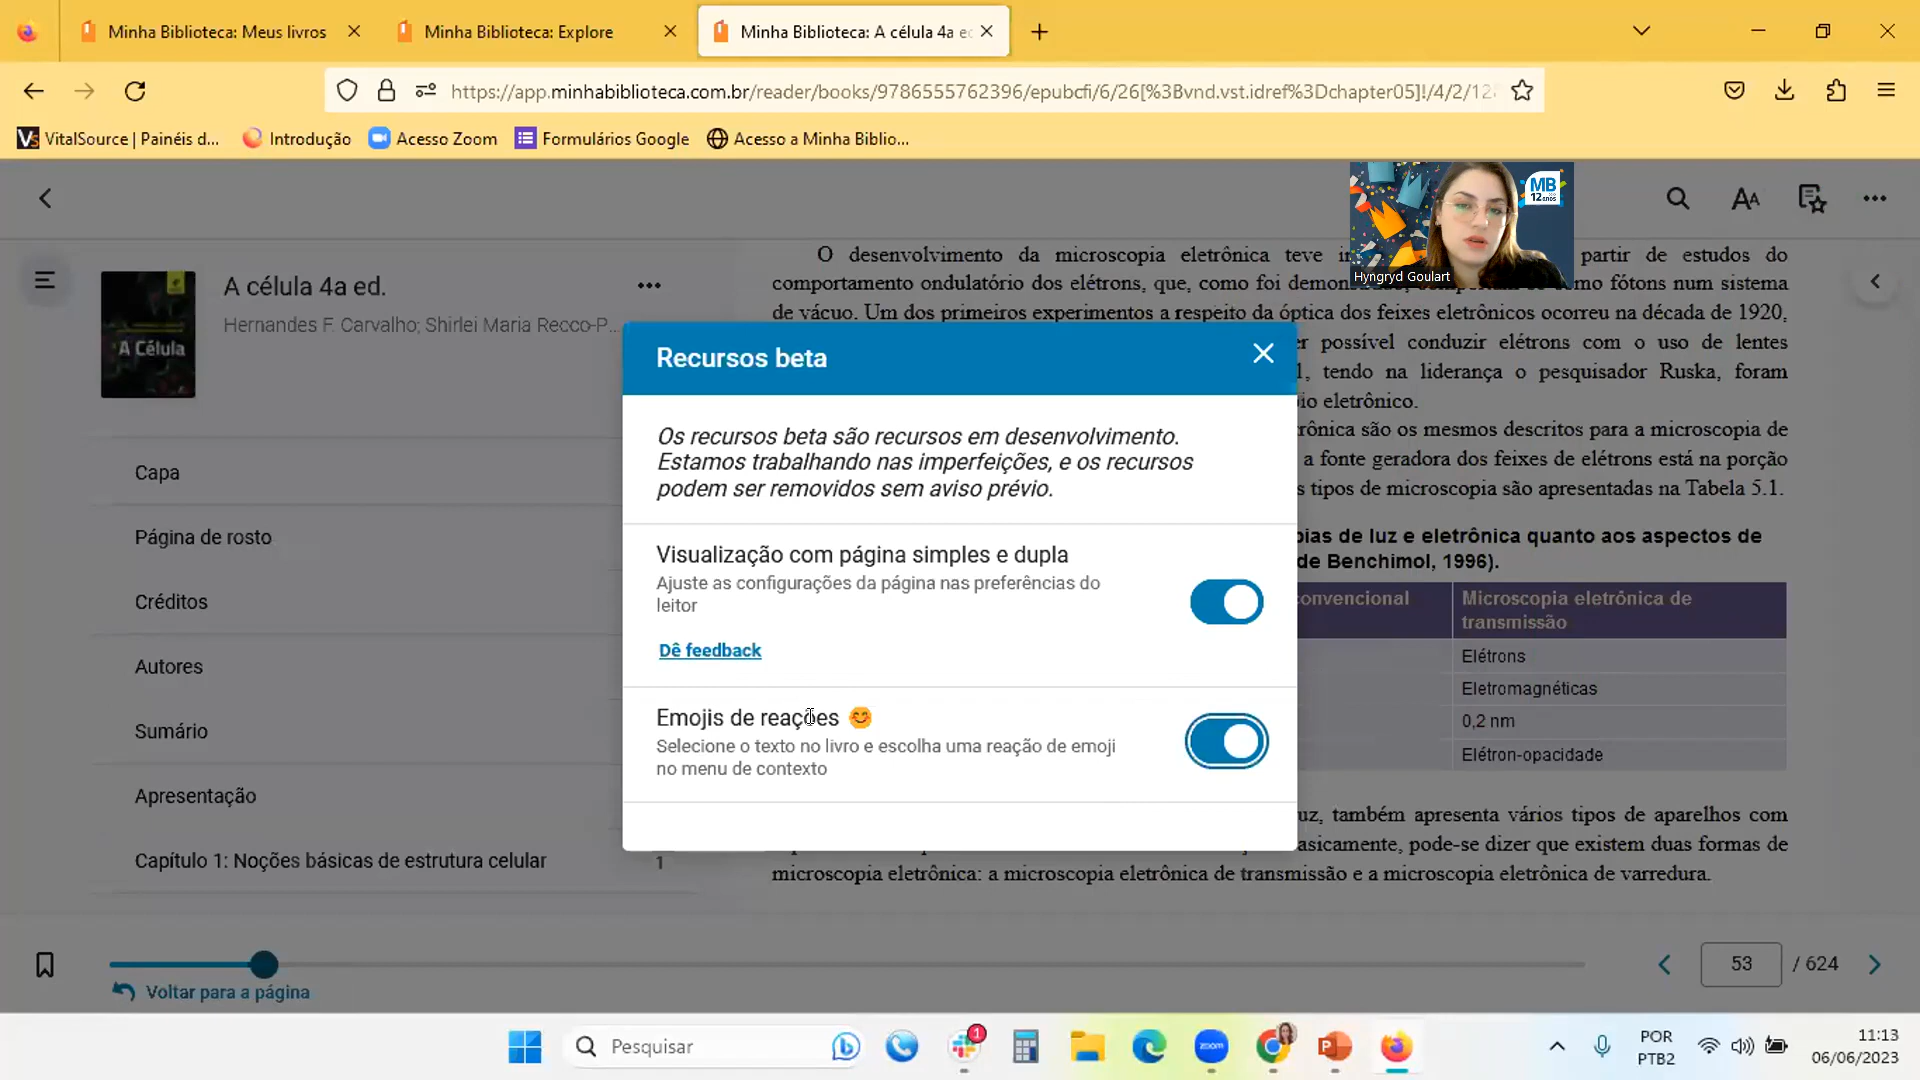 Minha Biblioteca: Meus livros
Minha Biblioteca: Explore
Minha Biblioteca: A célula 4a ed
https://app.minhabiblioteca.com.br/reader/books/9786555762396/epubcfi/6/26[%3Bvnd.vst.idref%3Dchapter05]!/4/2/12
VitalSource | Painéis d...
Introdução
Acesso Zoom
Formulários Google
Acesso a Minha Biblio...
MB
12 anos
Hyngryd Goulart
A célula 4a ed.
Hernandes F. Carvalho; Shirlei Maria Recco-P...
A Célula
Capa
Página de rosto
Créditos
Autores
Sumário
Apresentação
Capítulo 1: Noções básicas de estrutura celular
1
O desenvolvimento da microscopia eletrônica teve partir de estudos do
comportamento ondulatório dos elétrons, que, como foi como fótons num sistema
de vácuo. Um dos primeiros experimentos a respeito da óptica dos feixes eletrônicos ocorreu na década de 1920,
er possível conduzir elétrons com o uso de lentes
1, tendo na liderança o pesquisador Ruska, foram
io eletrônico.
trônica são os mesmos descritos para a microscopia de
a fonte geradora dos feixes de elétrons está na porção
s tipos de microscopia são apresentadas na Tabela 5.1.
pias de luz e eletrônica quanto aos aspectos de
de Benchimol, 1996).
convencional
Microscopia eletrônica de
transmissão
Elétrons
Eletromagnéticas
0,2 nm
Elétron-opacidade
uz, também apresenta vários tipos de aparelhos com
asicamente, pode-se dizer que existem duas formas de
microscopia eletrônica: a microscopia eletrônica de transmissão e a microscopia eletrônica de varredura.
Recursos beta
Os recursos beta são recursos em desenvolvimento.
Estamos trabalhando nas imperfeições, e os recursos
podem ser removidos sem aviso prévio.
Visualização com página simples e dupla
Ajuste as configurações da página nas preferências do
leitor
Dê feedback
Emojis de reações 😊
Selecione o texto no livro e escolha uma reação de emoji
no menu de contexto
Voltar para a página
53 / 624
Pesquisar
1
zoom
POR
PTB2
11:13
06/06/2023